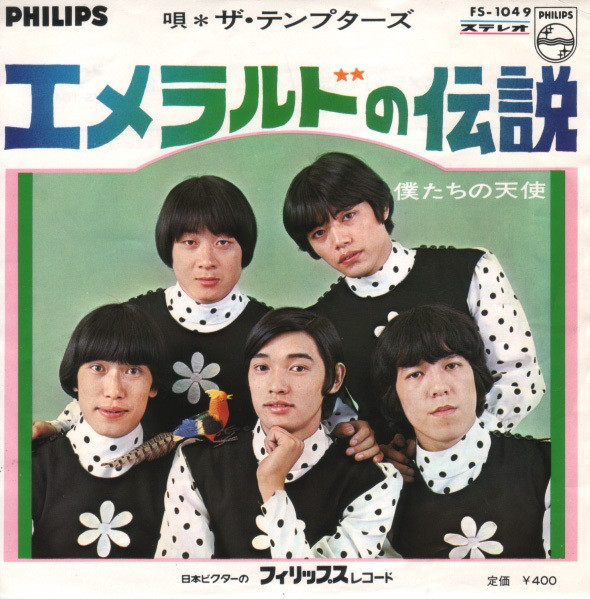 PHILIPS
唄＊ザ・テンプターズ
FS-1049
ステレオ
PHILIPS
エメラルドの伝説
僕たちの天使
日本ビクターの フィリップスレコード
定価 ￥400